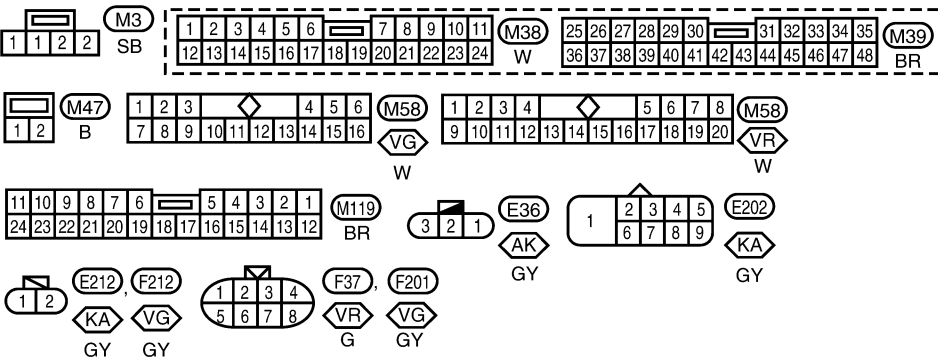 1 1 2 2 M3 SB
1 2 3 4 5 6 7 8 9 10 11 M38
12 13 14 15 16 17 18 19 20 21 22 23 24 W
25 26 27 28 29 30 31 32 33 34 35 M39
36 37 38 39 40 41 42 43 44 45 46 47 48 BR
1 2 M47 B
1 2 3 4 5 6 M58
7 8 9 10 11 12 13 14 15 16 VG
W
1 2 3 4 5 6 7 8 M58
9 10 11 12 13 14 15 16 17 18 19 20 VR
W
11 10 9 8 7 6 5 4 3 2 1 M119
24 23 22 21 20 19 18 17 16 15 14 13 12 BR
3 2 1 E36
AK
GY
1 2 3 4 5 E202
6 7 8 9 KA
GY
1 2 E212 , F212
KA VG
GY GY
1 2 3 4 F37 , F201
5 6 7 8 VR VG
G GY